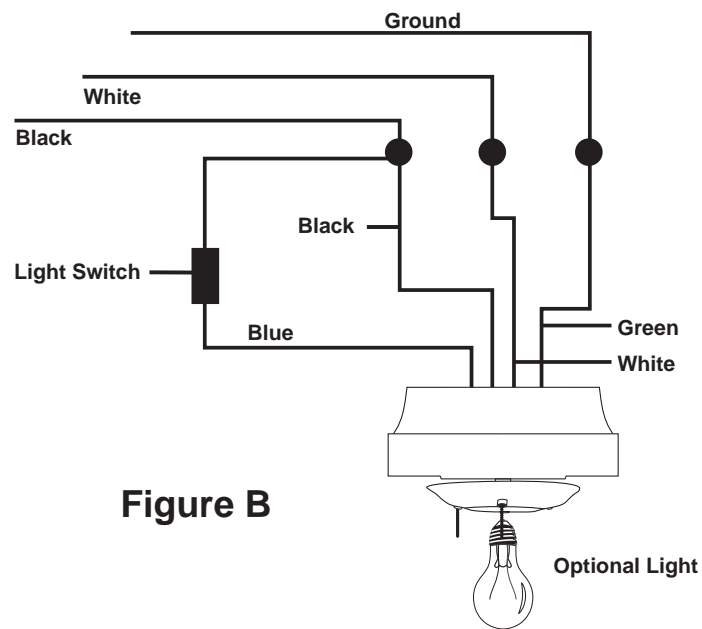 Ground
White
Black
Black
Light Switch
Blue
Green
White
Figure B
Optional Light